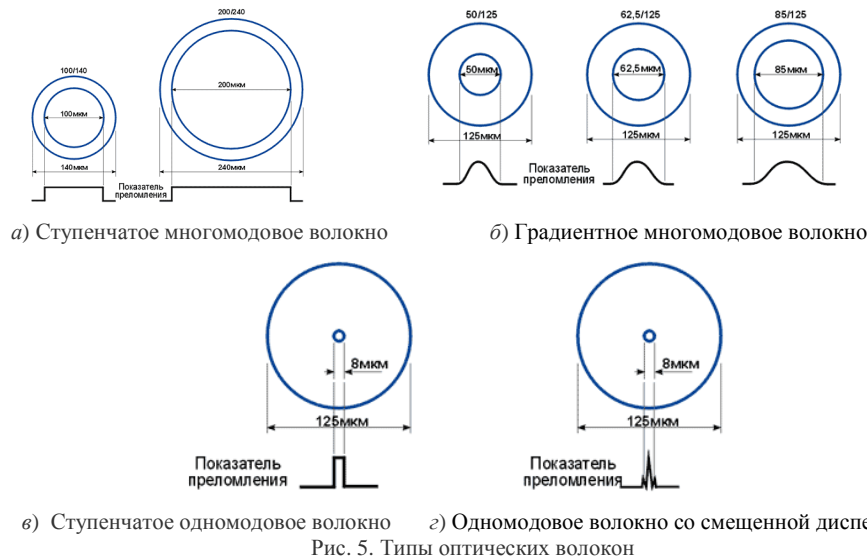 200/240
100/140
100мкм
200мкм
140мкм
240мкм
Показатель
преломления
50/125
62,5/125
85/125
50мкм
62,5мкм
85мкм
125мкм
125мкм
125мкм
Показатель
преломления
а) Ступенчатое многомодовое волокно
б) Градиентное многомодовое волокно
8мкм
125мкм
Показатель
преломления
8мкм
125мкм
Показатель
преломления
в) Ступенчатое одномодовое волокно
г) Одномодовое волокно со смещенной диспе
Рис. 5. Типы оптических волокон